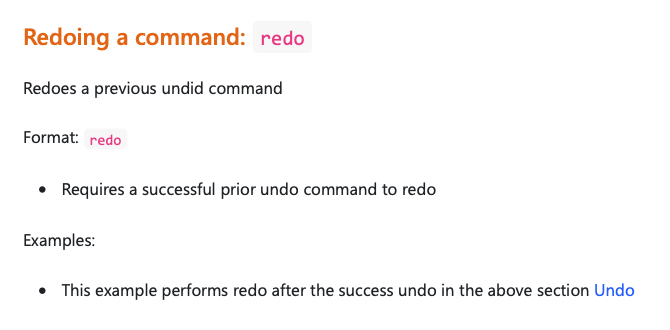 Redoing a command: redo
Redoes a previous undid command
Format: redo
• Requires a successful prior undo command to redo
Examples:
• This example performs redo after the success undo in the above section Undo